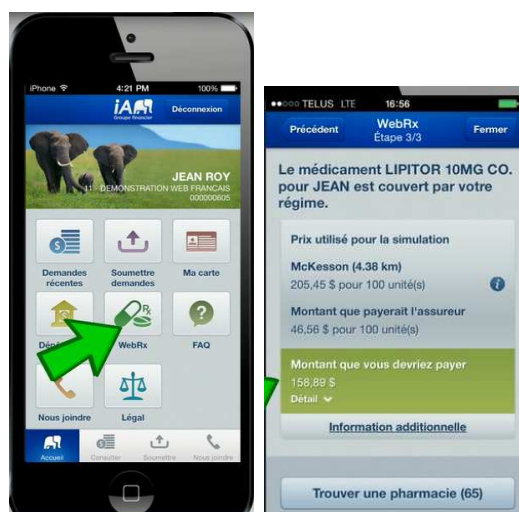 iPhone 4:21 PM 100%
iA
Groupe financier
Déconnexion
JEAN ROY
11 - DEMONSTRATION WEB FRANCAIS
000000605
Demandes récentes
Soumettre demandes
Ma carte
WebRx
FAQ
Nous joindre
Légal
Accueil
Consulter
Soumettre
Nous joindre
TELUS LTE 16:56
Précédent
WebRx
Étape 3/3
Fermer
Le médicament LIPITOR 10MG CO.
pour JEAN est couvert par votre
régime.
Prix utilisé pour la simulation
McKesson (4.38 km)
205,45 $ pour 100 unité(s)
Montant que payerait l'assureur
46,56 $ pour 100 unité(s)
Montant que vous devriez payer
158,89 $
Détail
Information additionnelle
Trouver une pharmacie (65)